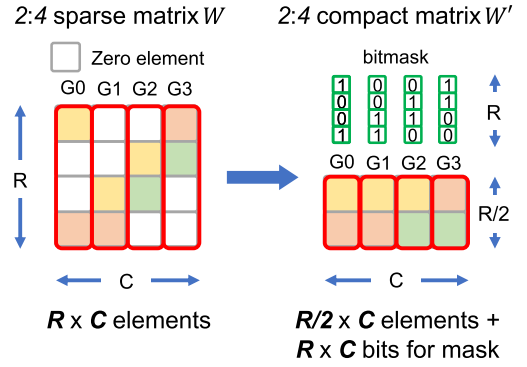 2:4 sparse matrix W
2:4 compact matrix W′
Zero element
bitmask
G0 G1 G2 G3
1 0 0 1
0 0 1 1
0 1 1 0
1 1 0 0
R
R
G0 G1 G2 G3
R/2
C
C
R x C elements
R/2 x C elements +
R x C bits for mask